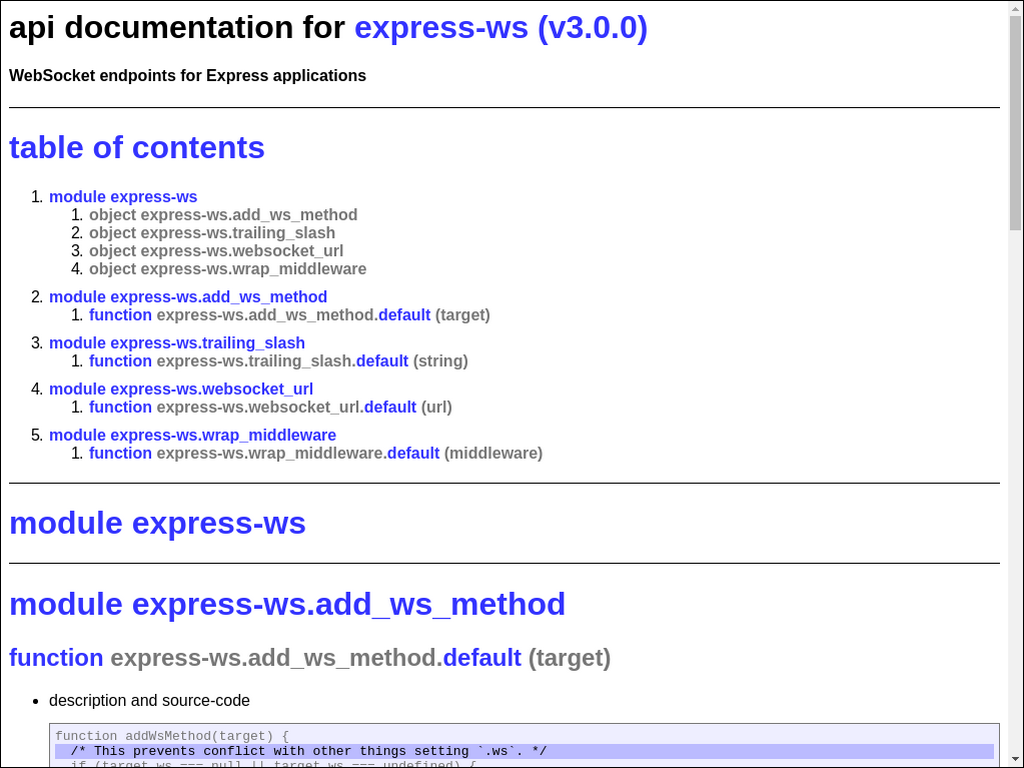 api documentation for express-ws (v3.0.0)
WebSocket endpoints for Express applications
table of contents
1. module express-ws
1. object express-ws.add_ws_method
2. object express-ws.trailing_slash
3. object express-ws.websocket_url
4. object express-ws.wrap_middleware
2. module express-ws.add_ws_method
1. function express-ws.add_ws_method.default (target)
3. module express-ws.trailing_slash
1. function express-ws.trailing_slash.default (string)
4. module express-ws.websocket_url
1. function express-ws.websocket_url.default (url)
5. module express-ws.wrap_middleware
1. function express-ws.wrap_middleware.default (middleware)
module express-ws
module express-ws.add_ws_method
function express-ws.add_ws_method.default (target)
• description and source-code
function addWsMethod(target) {
/* This prevents conflict with other things setting `.ws`. */
if (target.ws === null || target.ws === undefined) {